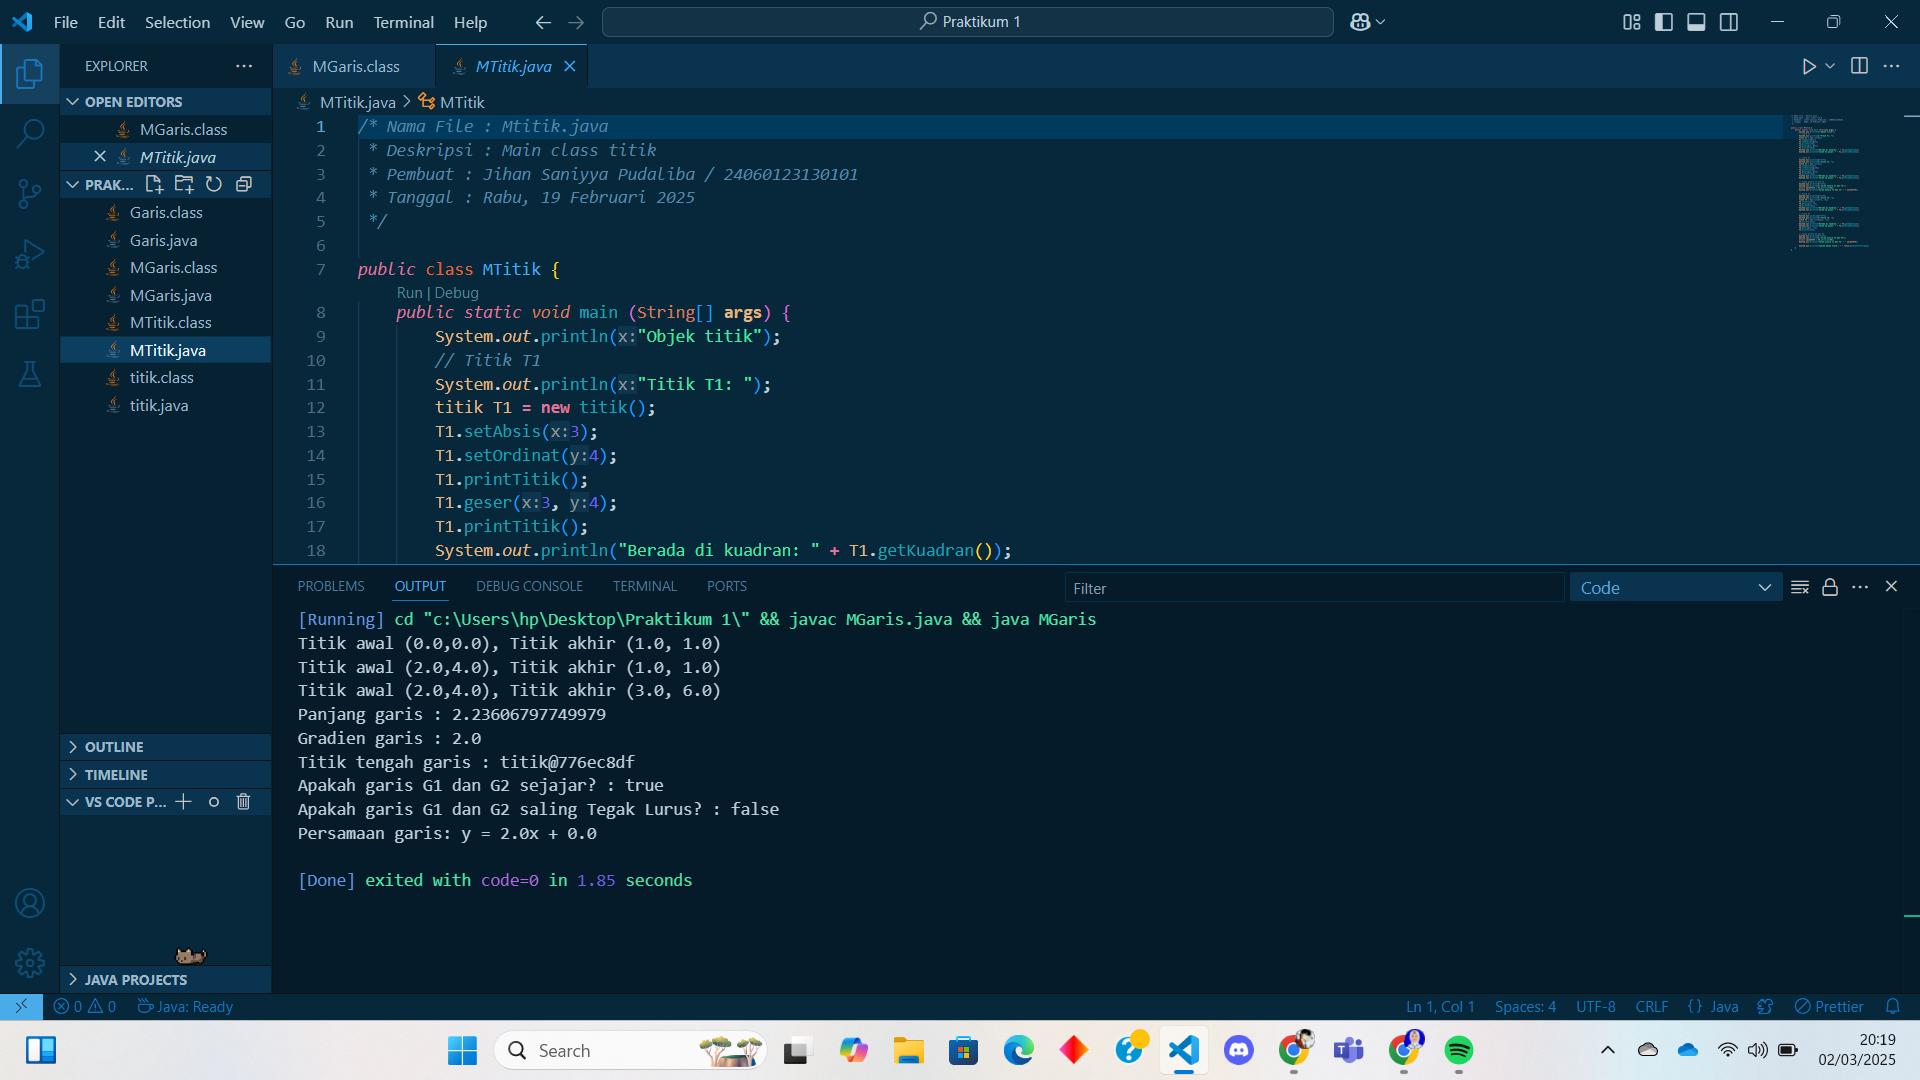 File Edit Selection View Go Run Terminal Help
Praktikum 1
EXPLORER
OPEN EDITORS
MGaris.class
MTitik.java
PRAK...
Garis.class
Garis.java
MGaris.class
MGaris.java
MTitik.class
MTitik.java
titik.class
titik.java
OUTLINE
TIMELINE
VS CODE P...
JAVA PROJECTS
MGaris.class MTitik.java
MTitik.java > MTitik
1 /* Nama File : Mtitik.java
2 * Deskripsi : Main class titik
3 * Pembuat : Jihan Saniyya Pudaliba / 24060123130101
4 * Tanggal : Rabu, 19 Februari 2025
5 */
6
7 public class MTitik {
Run | Debug
8 public static void main (String[] args) {
9 System.out.println(x:"Objek titik");
10 // Titik T1
11 System.out.println(x:"Titik T1: ");
12 titik T1 = new titik();
13 T1.setAbsis(x:3);
14 T1.setOrdinat(y:4);
15 T1.printTitik();
16 T1.geser(x:3, y:4);
17 T1.printTitik();
18 System.out.println("Berada di kuadran: " + T1.getKuadran());
PROBLEMS OUTPUT DEBUG CONSOLE TERMINAL PORTS
Filter
Code
[Running] cd "c:\Users\hp\Desktop\Praktikum 1\" && javac MGaris.java && java MGaris
Titik awal (0.0,0.0), Titik akhir (1.0, 1.0)
Titik awal (2.0,4.0), Titik akhir (1.0, 1.0)
Titik awal (2.0,4.0), Titik akhir (3.0, 6.0)
Panjang garis : 2.23606797749979
Gradien garis : 2.0
Titik tengah garis : titik@776ec8df
Apakah garis G1 dan G2 sejajar? : true
Apakah garis G1 dan G2 saling Tegak Lurus? : false
Persamaan garis: y = 2.0x + 0.0
[Done] exited with code=0 in 1.85 seconds
0 0 Java: Ready
Ln 1, Col 1 Spaces: 4 UTF-8 CRLF {} Java Prettier
Search
20:19
02/03/2025